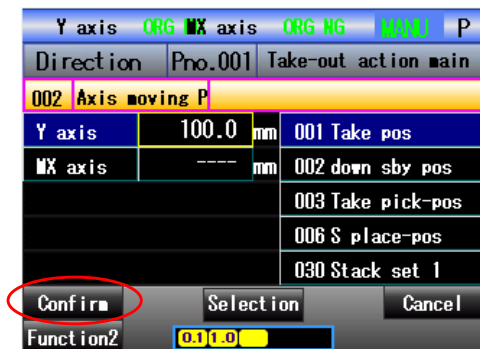 Y axis ORG MX axis ORG NG MANU P
Direction Pno.001 Take-out action main
002 Axis moving P
Y axis 100.0 mm 001 Take pos
MX axis ---- mm 002 down sby pos
003 Take pick-pos
006 S place-pos
030 Stack set 1
Confirm Selection Cancel
Function2 0.1 1.0